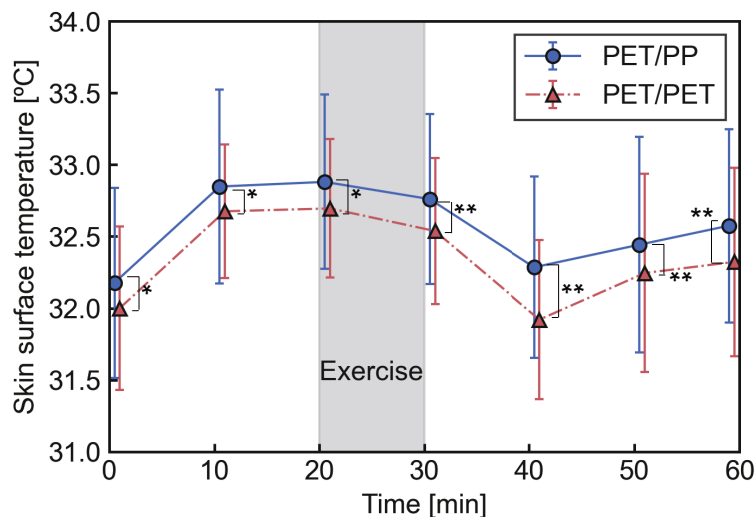 34.0
33.5
33.0
32.5
32.0
31.5
31.0
Skin surface temperature [ºC]
PET/PP
PET/PET
*
*
*
**
**
**
**
Exercise
0 10 20 30 40 50 60
Time [min]